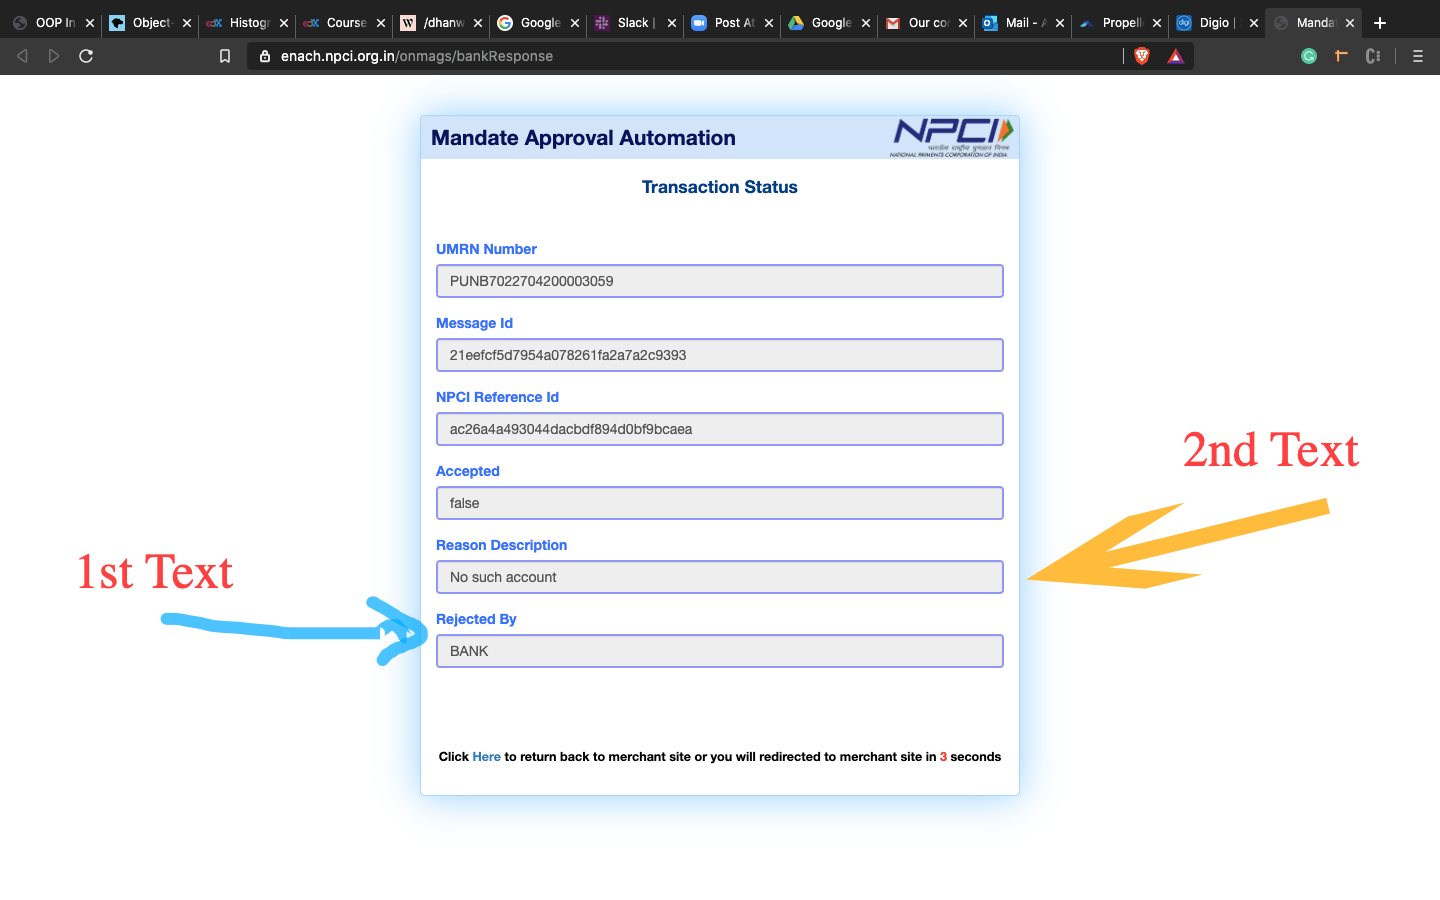 OOP In
Object-
Histogr
Course
/dhanw
Google
Slack |
Post At
Google
Our co
Mail - A
Propell
Digio |
Manda
enach.npci.org.in/onmags/bankResponse
Mandate Approval Automation
NPCI
भारतीय राष्ट्रीय भुगतान निगम
NATIONAL PAYMENTS CORPORATION OF INDIA
Transaction Status
UMRN Number
PUNB7022704200003059
Message Id
21eefcf5d7954a078261fa2a7a2c9393
NPCI Reference Id
ac26a4a493044dacbdf894d0bf9bcaea
2nd Text
Accepted
false
Reason Description
1st Text
No such account
Rejected By
BANK
Click Here to return back to merchant site or you will redirected to merchant site in 3 seconds